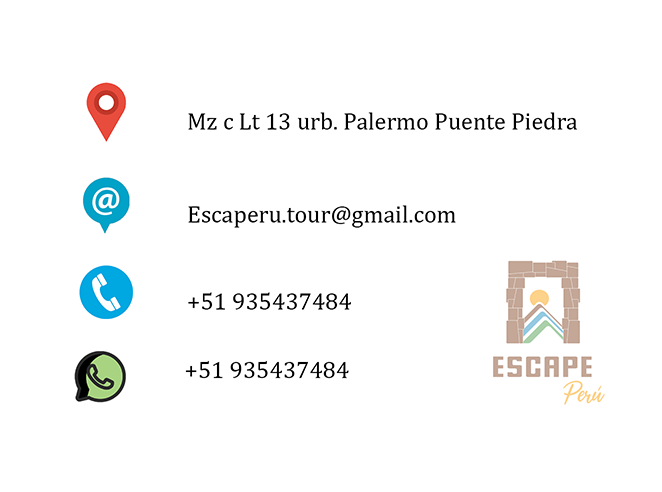 Mz c Lt 13 urb. Palermo Puente Piedra
@
Escaperu.tour@gmail.com
+51 935437484
+51 935437484
ESCAPE
Perú